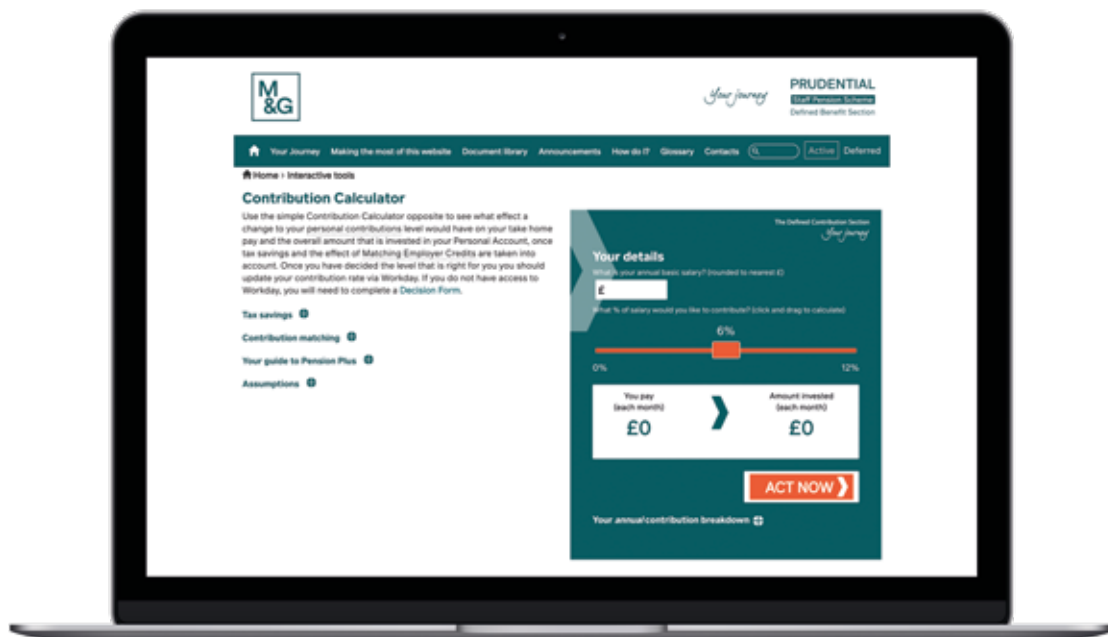 M
&G
Your journey
PRUDENTIAL
Staff Pension Scheme
Defined Benefit Section
Your Journey Making the most of this website Document library Announcements How do I? Glossary Contacts Active Deferred
Home › Interactive tools
Contribution Calculator
Use the simple Contribution Calculator opposite to see what effect a
change to your personal contributions level would have on your take home
pay and the overall amount that is invested in your Personal Account, once
tax savings and the effect of Matching Employer Credits are taken into
account. Once you have decided the level that is right for you you should
update your contribution rate via Workday. If you do not have access to
Workday, you will need to complete a Decision Form.
Tax savings
Contribution matching
Your guide to Pension Plus
Assumptions
The Defined Contribution Section
Your journey
Your details
What is your annual basic salary? (rounded to nearest £)
£
What % of salary would you like to contribute? (click and drag to calculate)
6%
0% 12%
You pay
(each month)
£0
Amount invested
(each month)
£0
ACT NOW
Your annual contribution breakdown